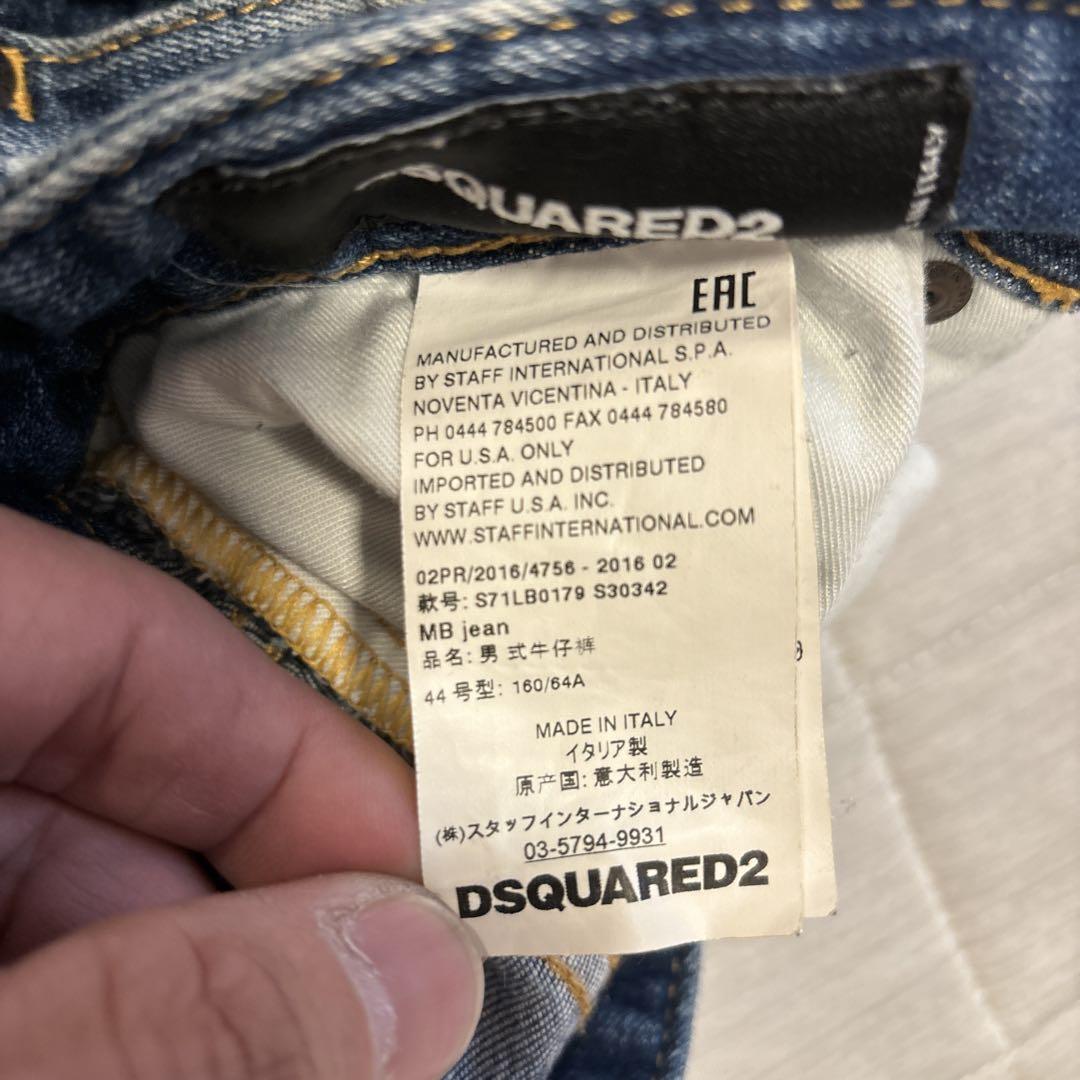 SQUARED2
EAC
MANUFACTURED AND DISTRIBUTED
BY STAFF INTERNATIONAL S.P.A.
NOVENTA VICENTINA - ITALY
PH 0444 784500 FAX 0444 784580
FOR U.S.A. ONLY
IMPORTED AND DISTRIBUTED
BY STAFF U.S.A. INC.
WWW.STAFFINTERNATIONAL.COM
02PR/2016/4756 - 2016 02
款号: S71LB0179 S30342
MB jean
品名: 男 式牛仔裤
44 号型: 160/64A
MADE IN ITALY
イタリア製
原产国: 意大利製造
(株)スタッフインターナショナルジャパン
03-5794-9931
DSQUARED2